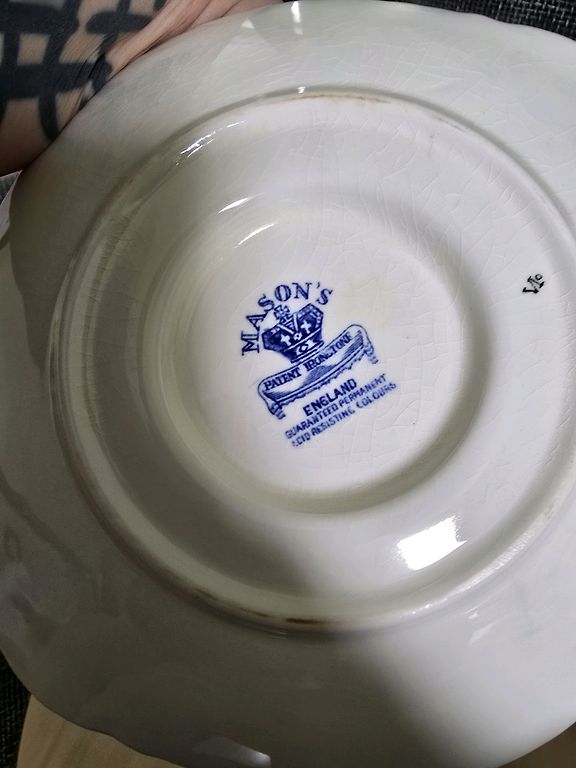 MASON'S
PATENT IRONSTONE
ENGLAND
GUARANTEED PERMANENT
ACID RESISTING COLOURS